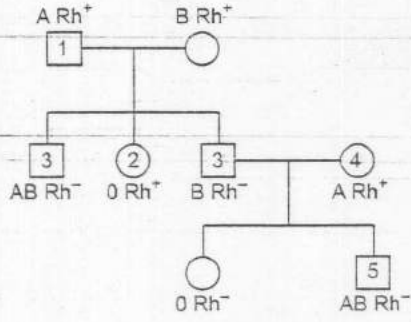 A Rh⁺ B Rh⁺
1
3 2 3 4
AB Rh⁻ 0 Rh⁺ B Rh⁻ A Rh⁺
5
0 Rh⁻ AB Rh⁻